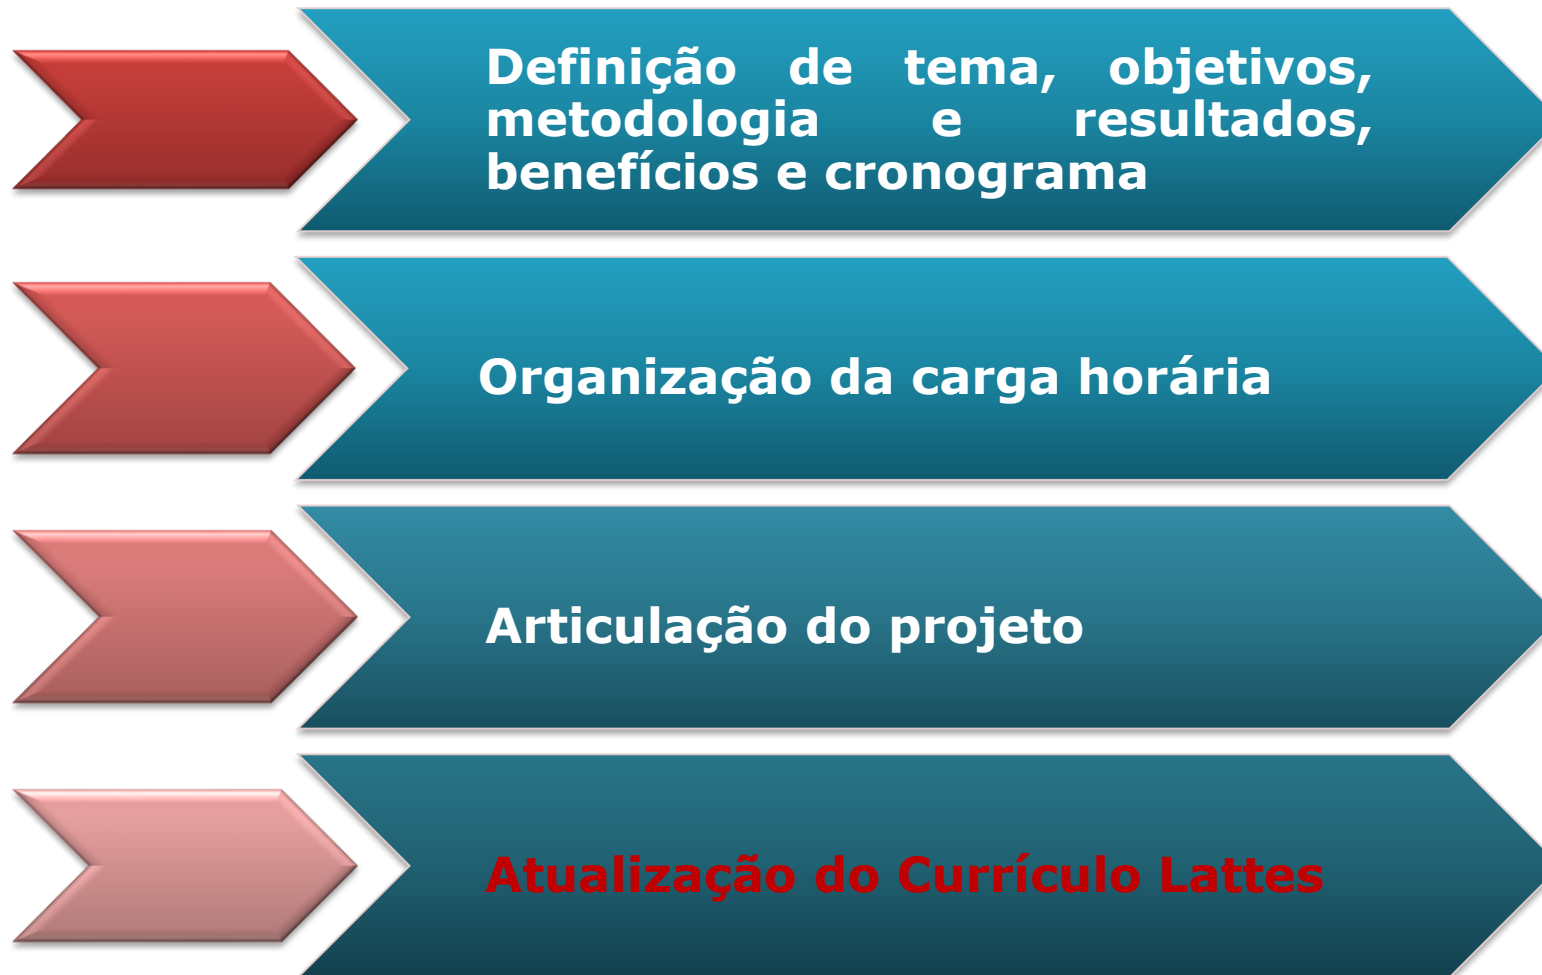 Definição de tema, objetivos,
metodologia e resultados,
benefícios e cronograma
Organização da carga horária
Articulação do projeto
Atualização do Currículo Lattes